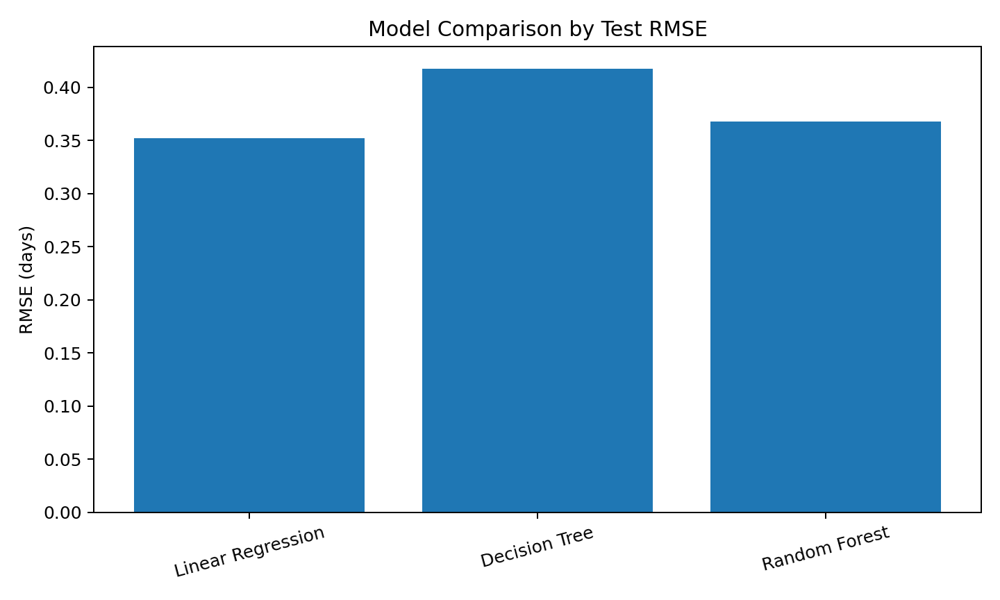 Model Comparison by Test RMSE
RMSE (days)
0.40
0.35
0.30
0.25
0.20
0.15
0.10
0.05
0.00
Linear Regression
Decision Tree
Random Forest